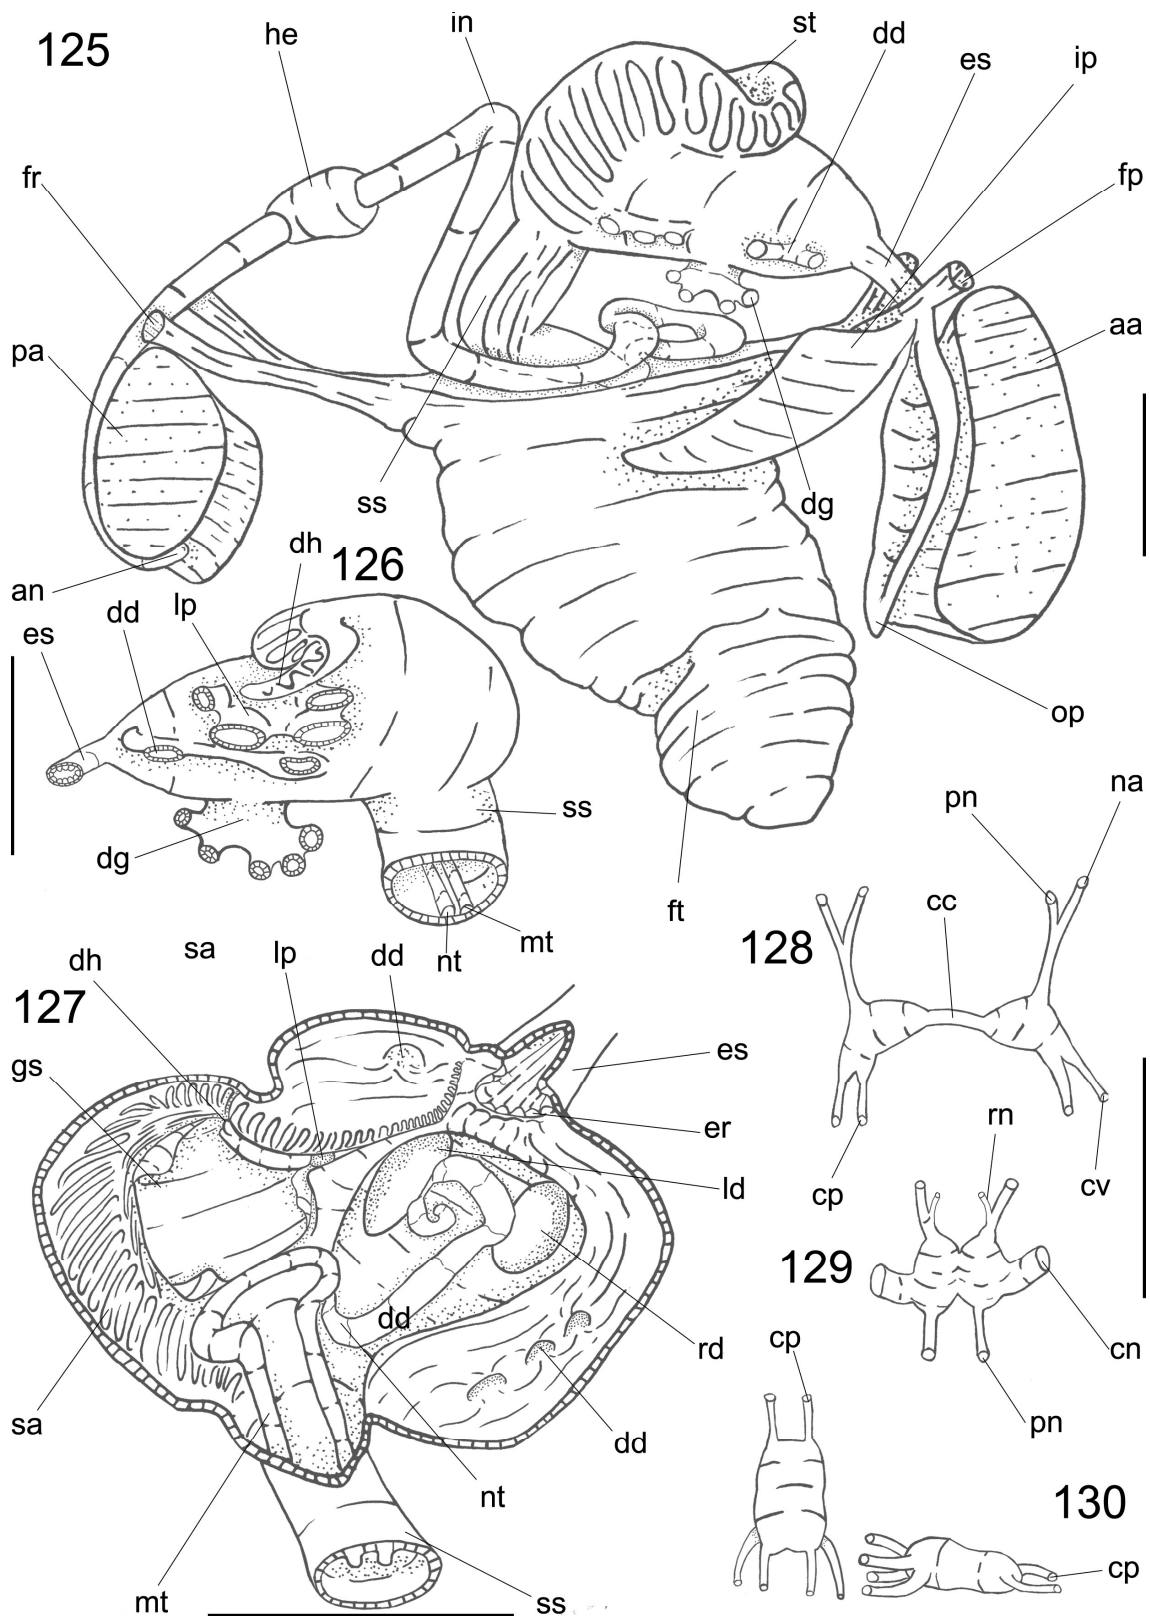 125
he
in
st
dd
es
ip
fr
fp
pa
aa
ss
dg
an
op
ft
126
dh
lp
dd
es
ss
dg
mt
nt
127
sa
lp
dd
dh
gs
es
er
ld
dd
rd
sa
dd
nt
mt
ss
128
pn
na
cc
cp
cv
129
rn
cn
pn
130
cp
cp